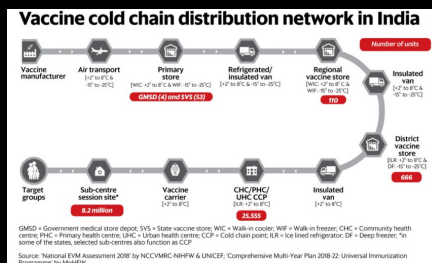 Vaccine cold chain distribution network in India
Number of units
Vaccine
manufacturer
Air transport
[+2° to 8°C &
-15° to -25°C]
Primary
store
[WIC: +2° to 8° C & WIF: -15° to -25°C]
GMSD (4) and SVS (53)
Refrigerated/
insulated van
[+2° to 8°C & -15° to -25°C]
Regional
vaccine store
[WIC: +2° to 8° C &
WIF: -15° to -25°C]
110
Insulated
van
[+2° to 8°C &
-15° to -25°C]
District
vaccine
store
[ILR: +2° to 8°C &
DF: -15° to -25°C]
666
Insulated
van
[+2° to 8°C]
CHC/PHC/
UHC CCP
[ILR: +2° to 8°C]
25,555
Vaccine
carrier
[+2° to 8°C]
Sub-centre
session site*
8.2 million
Target
groups
GMSD = Government medical store depot; SVS = State vaccine store; WIC = Walk-in cooler; WIF = Walk-in freezer; CHC = Community health
centre; PHC = Primary health centre; UHC = Urban health centre; CCP = Cold chain point; ILR = Ice lined refrigerator; DF = Deep freezer; *in
some of the states, selected sub-centres also function as CCP
Source: 'National EVM Assessment 2018' by NCCVMRC-NIHFW & UNICEF; 'Comprehensive Multi-Year Plan 2018-22: Universal Immunization
Programme' by MoHFW